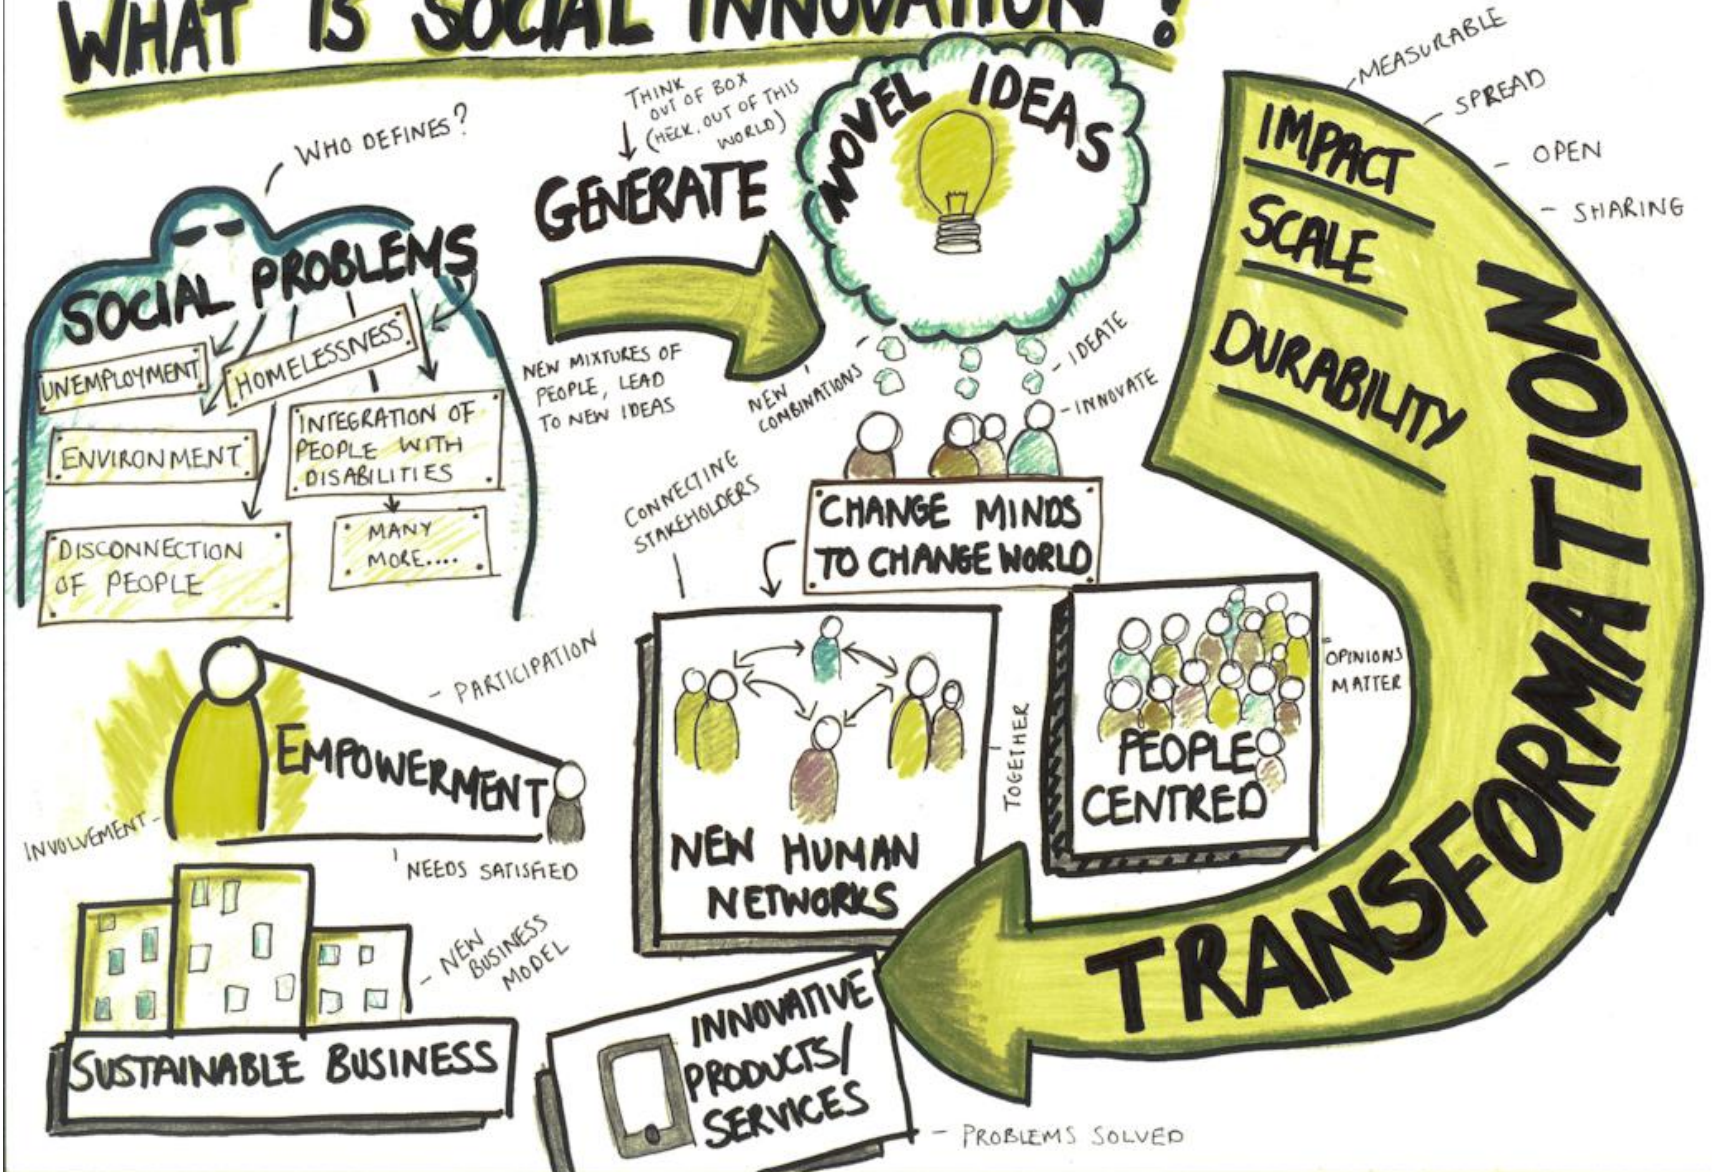 WHAT IS SOCIAL INNOVATION?
WHO DEFINES?
SOCIAL PROBLEMS
UNEMPLOYMENT
HOMELESSNESS
ENVIRONMENT
INTEGRATION OF
PEOPLE WITH
DISABILITIES
DISCONNECTION
OF PEOPLE
MANY
MORE....
THINK
OUT OF BOX
(HECK, OUT OF THIS
WORLD)
GENERATE
NEW MIXTURES OF
PEOPLE, LEAD
TO NEW IDEAS
NOVEL IDEAS
NEW
COMBINATIONS
IDEATE
INNOVATE
CHANGE MINDS
TO CHANGE WORLD
IMPACT
SCALE
DURABILITY
MEASURABLE
SPREAD
OPEN
SHARING
TRANSFORMATION
CONNECTING
STAKEHOLDERS
NEW HUMAN
NETWORKS
TOGETHER
PEOPLE
CENTRED
OPINIONS
MATTER
PARTICIPATION
EMPOWERMENT
INVOLVEMENT
NEEDS SATISFIED
NEW
BUSINESS
MODEL
SUSTAINABLE BUSINESS
INNOVATIVE
PRODUCTS/
SERVICES
PROBLEMS SOLVED